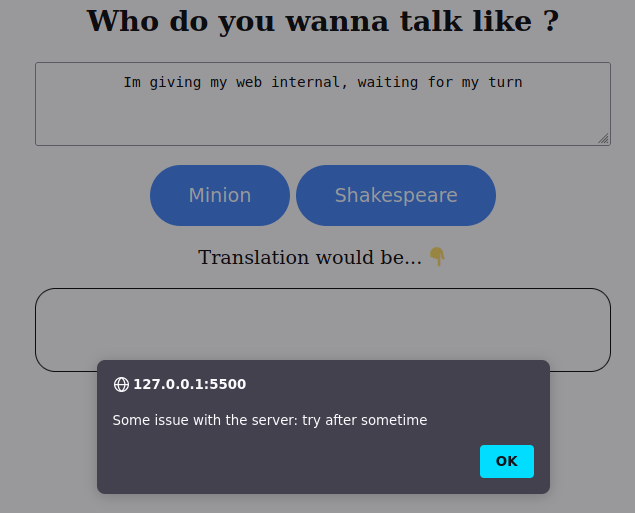 Who do you wanna talk like ?
Im giving my web internal, waiting for my turn
Minion
Shakespeare
Translation would be... 👇
127.0.0.1:5500
Some issue with the server: try after sometime
OK